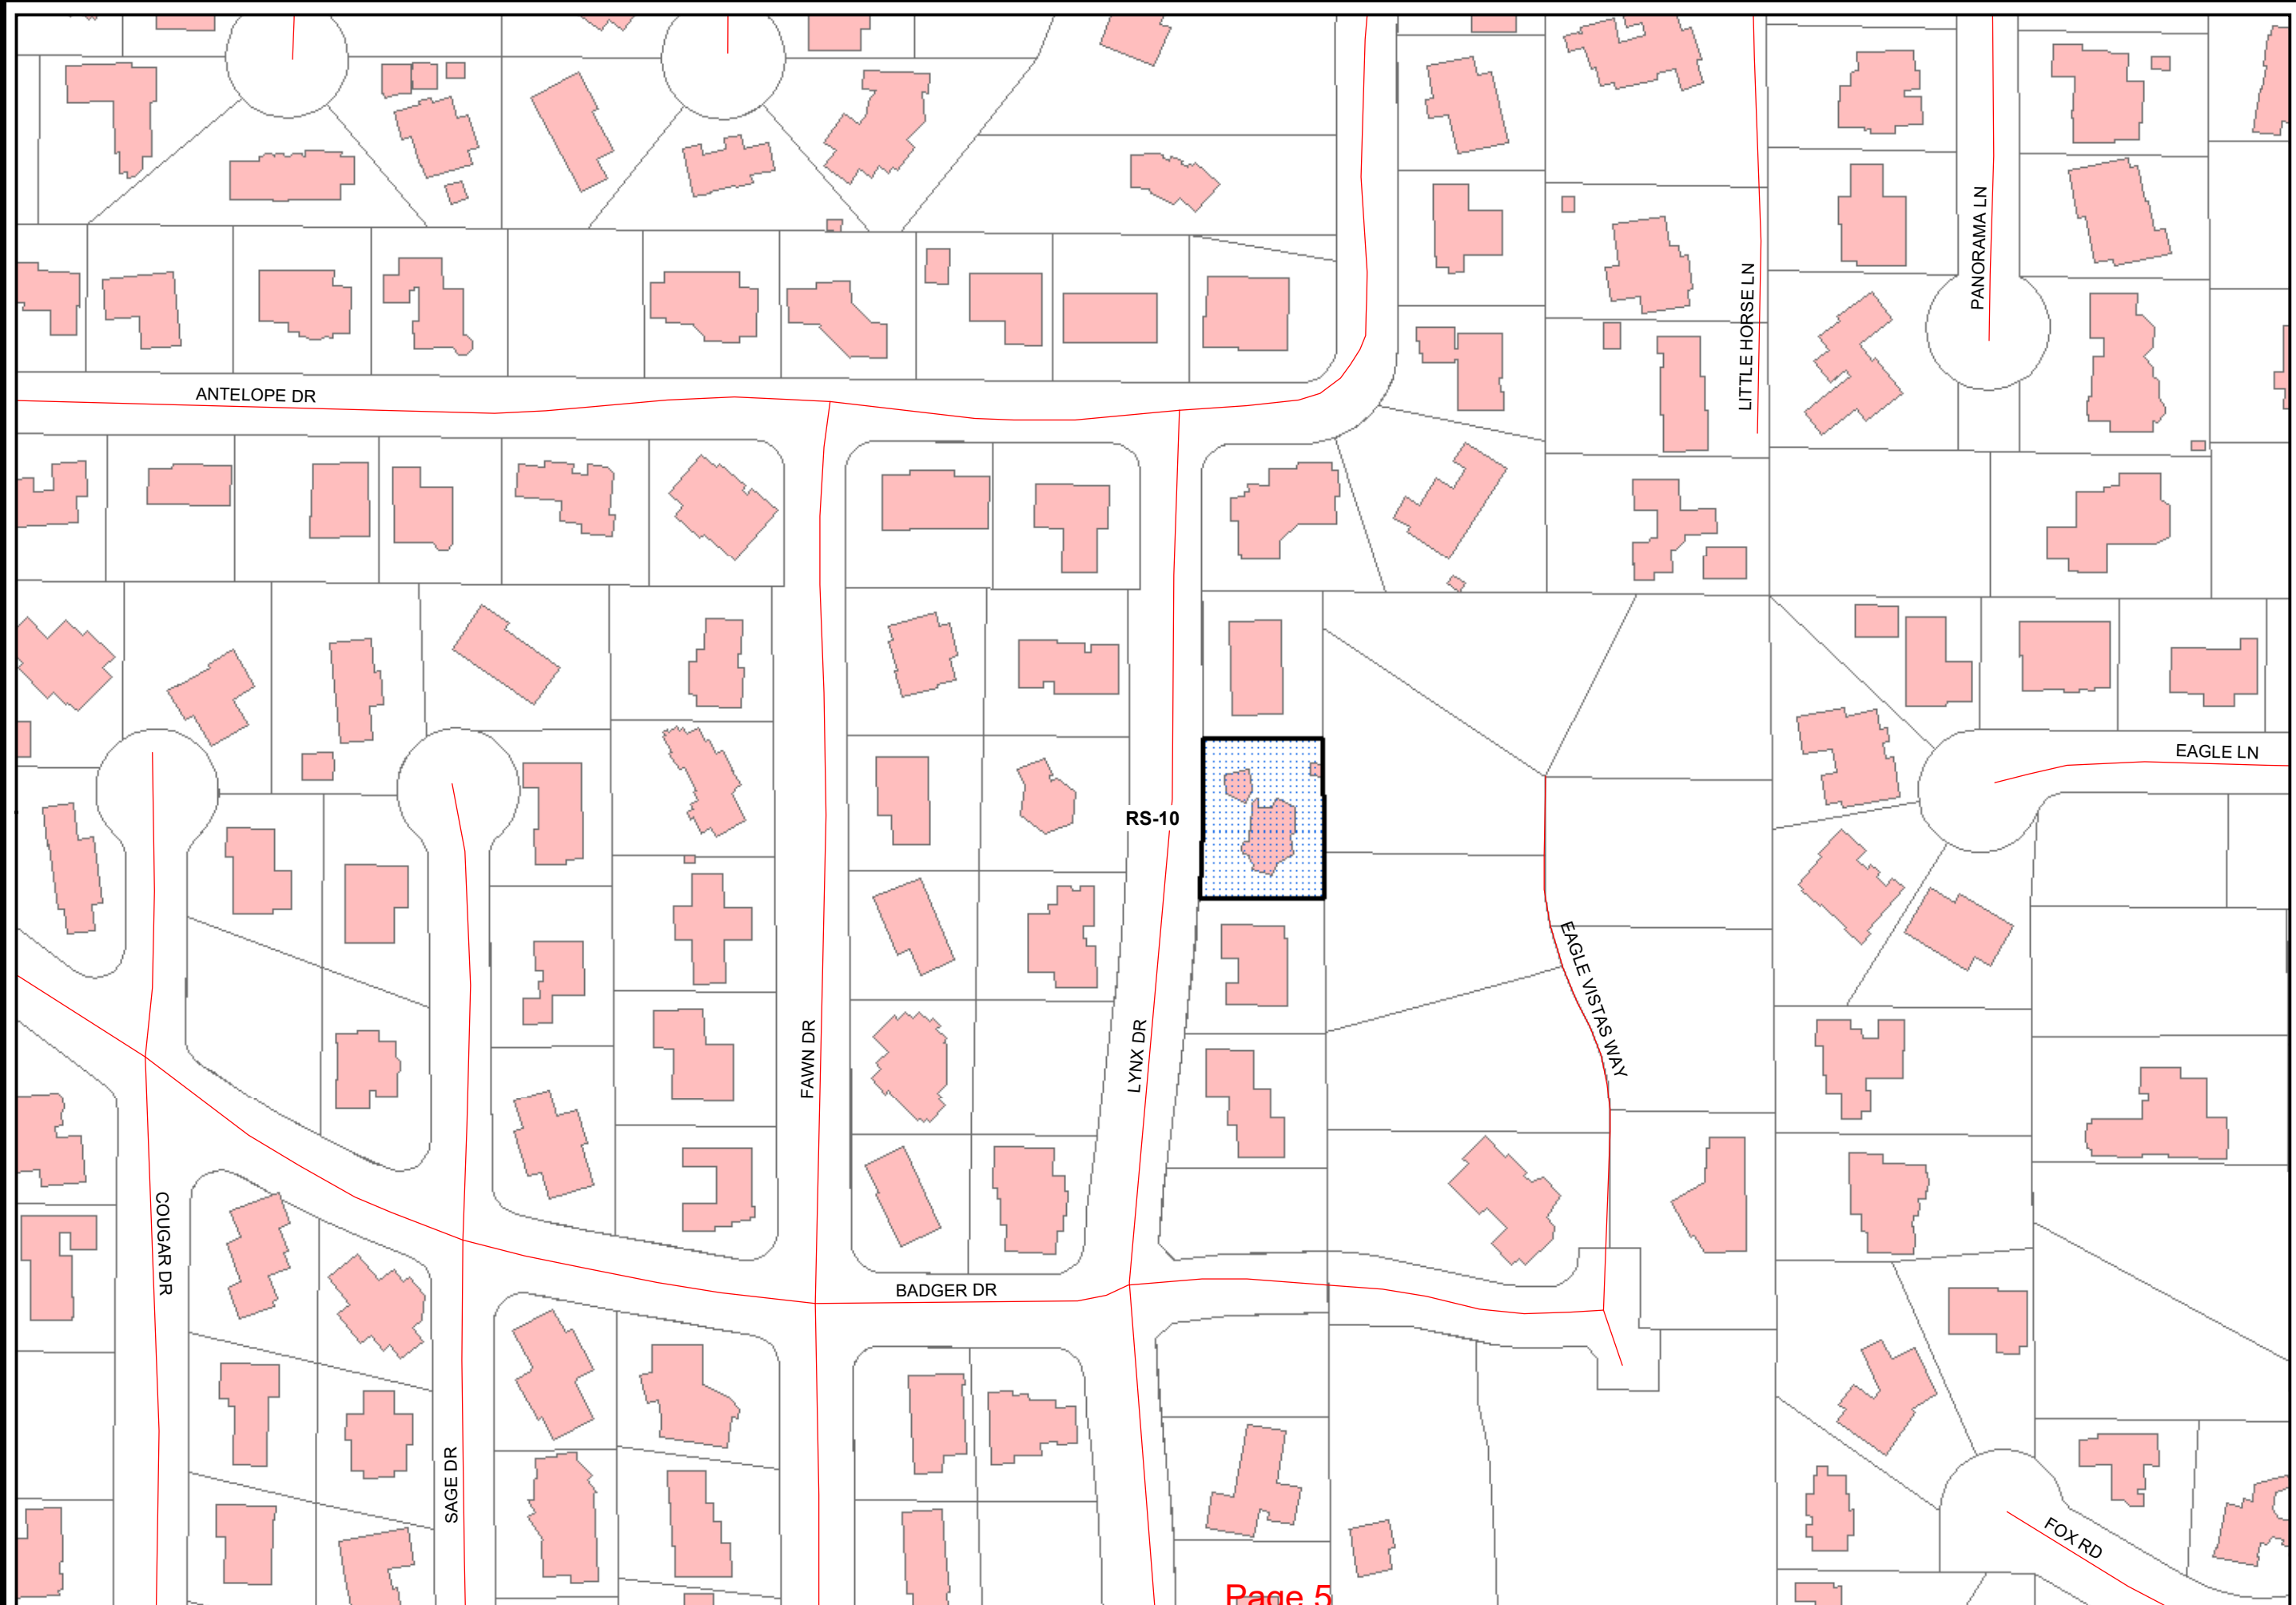 PANORAMA LN
LITTLE HORSE LN
ANTELOPE DR
EAGLE LN
RS-10
EAGLE VISTAS WAY
FAWN DR
LYNX DR
COUGAR DR
BADGER DR
SAGE DR
FOX RD
Page 5